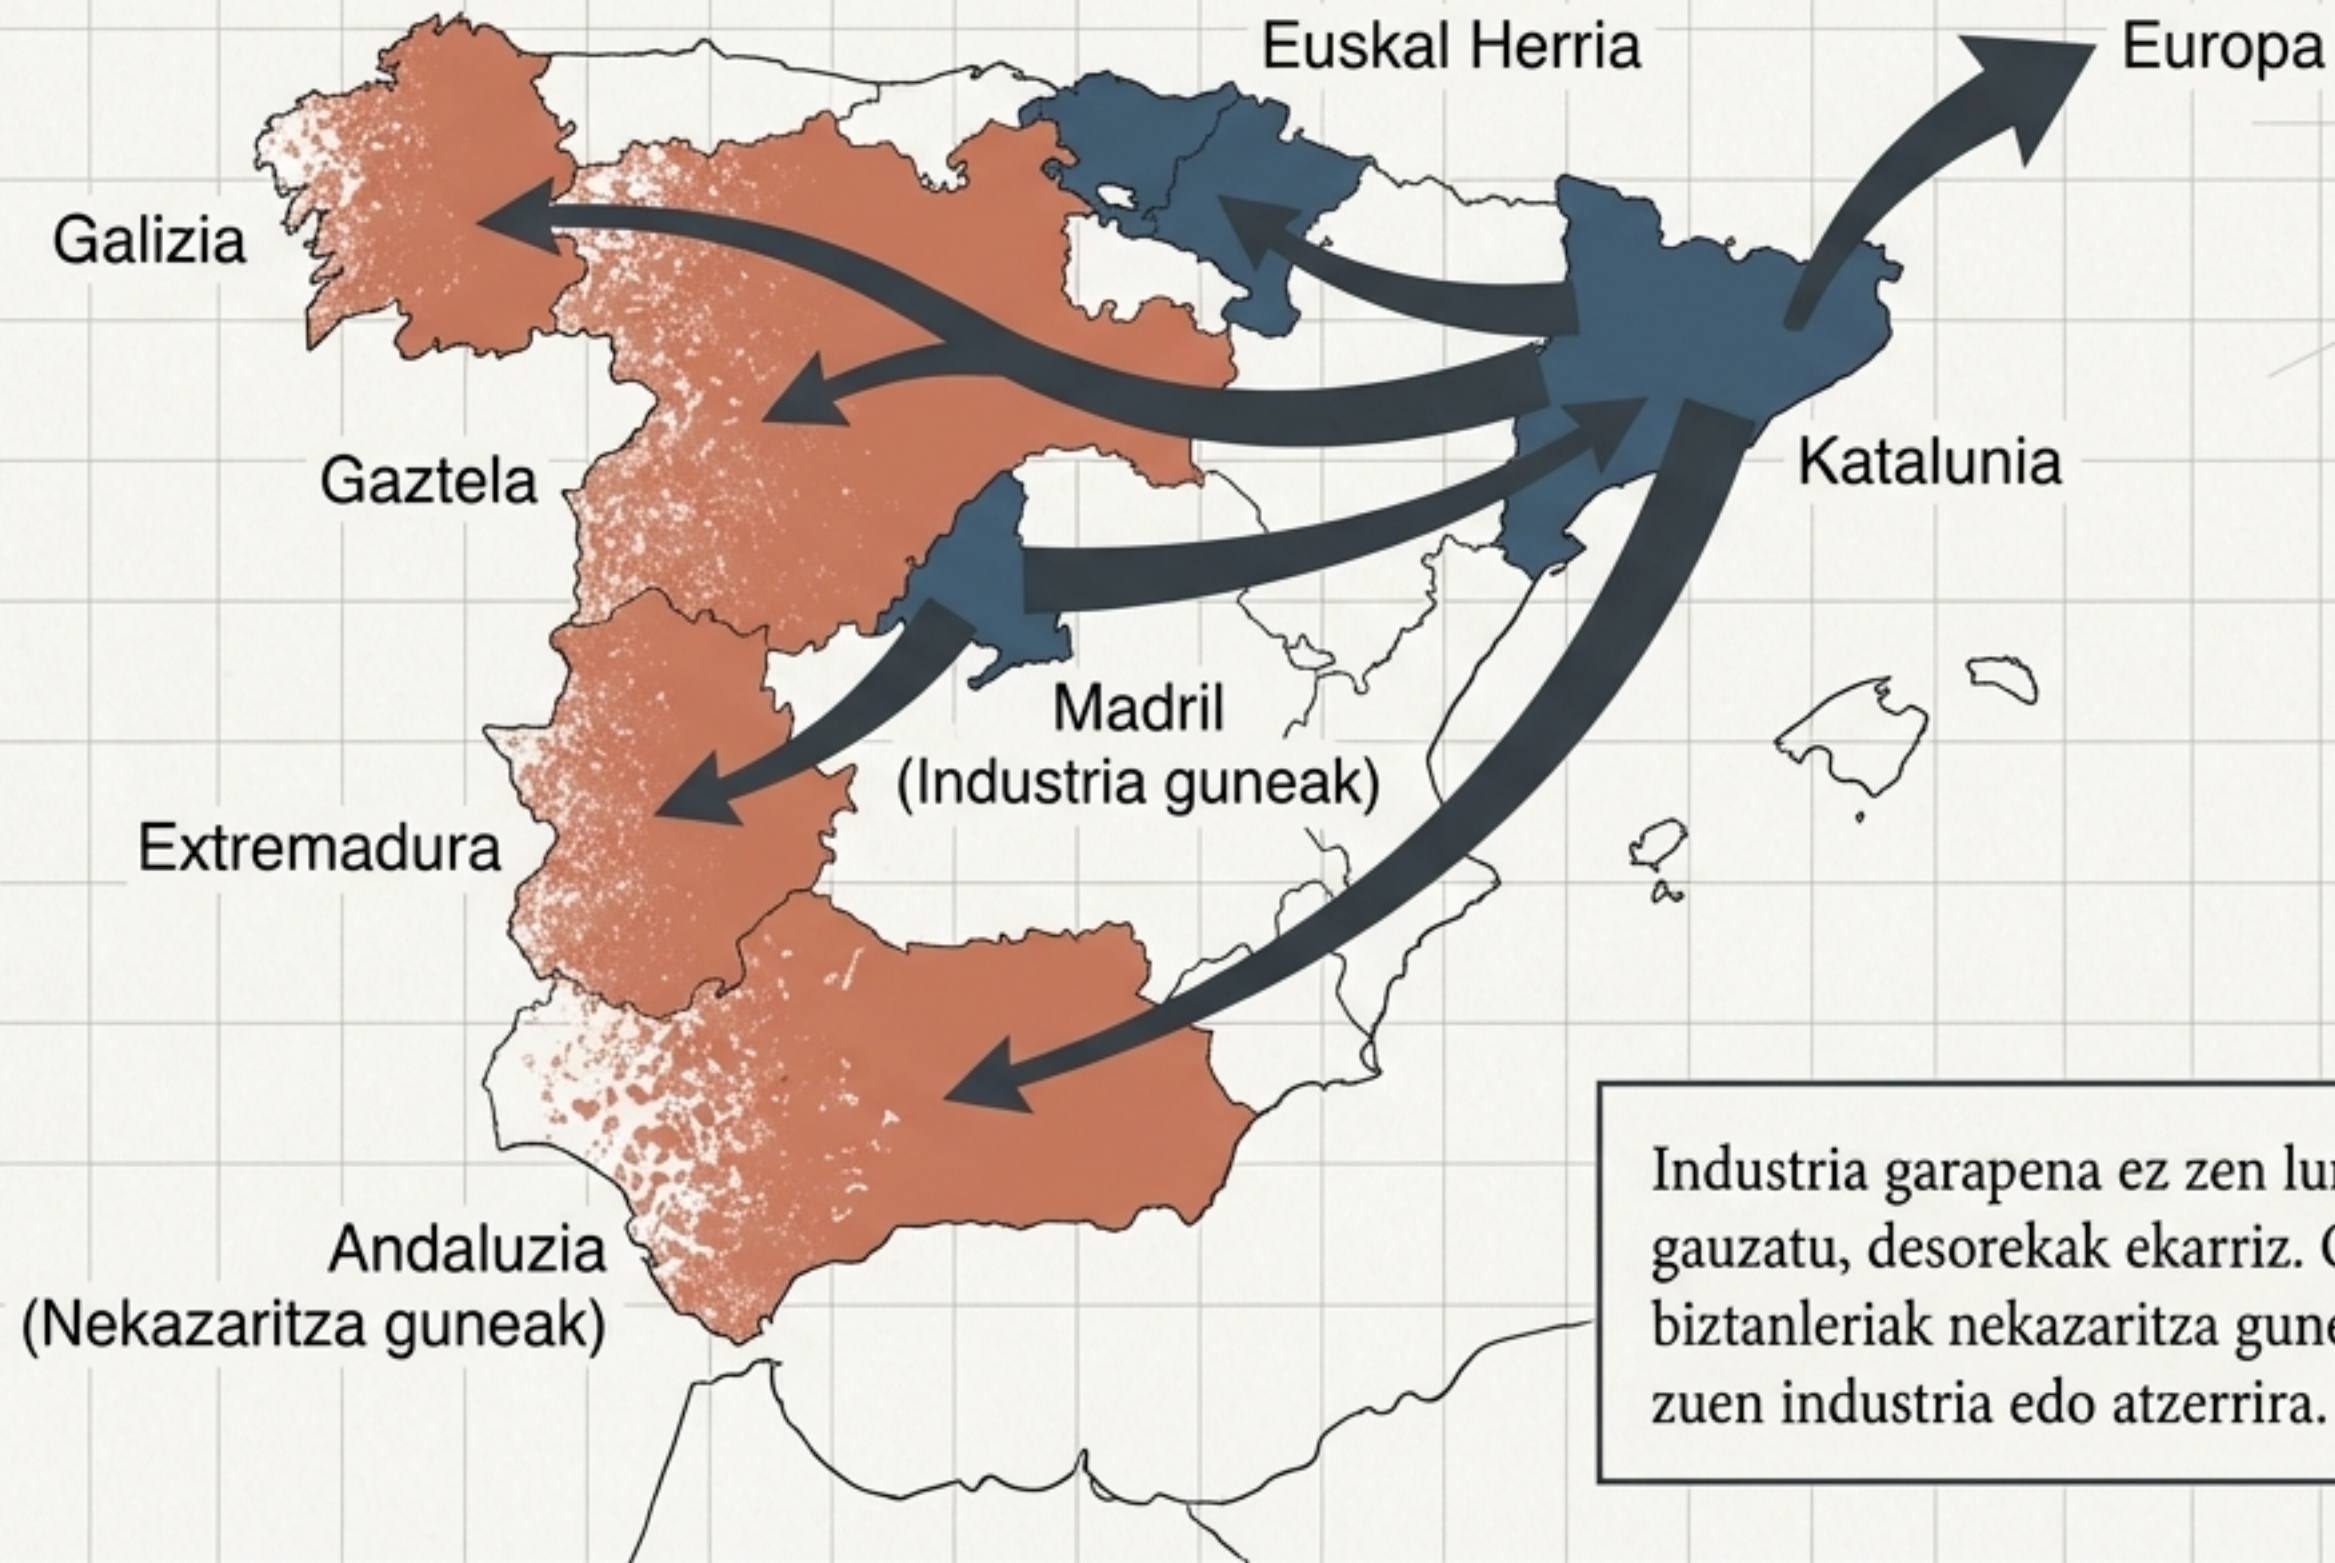 Euskal Herria
Europa
Galizia
Gaztela
Katalunia
Madril
(Industria guneak)
Extremadura
Andaluzia
(Nekazaritza guneak)
Industria garapena ez zen
gauzatu, desorekak ekarriz.
biztanleriak nekazaritza
zuen industria edo atzerrira.